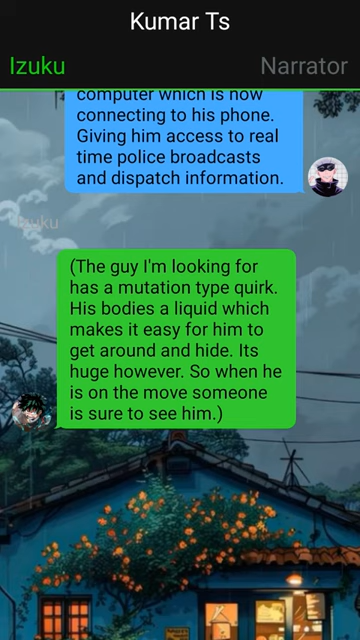 Kumar Ts
Izuku
Narrator
computer which is now
connecting to his phone.
Giving him access to real
time police broadcasts
and dispatch information.
Izuku
(The guy I'm looking for
has a mutation type quirk.
His bodies a liquid which
makes it easy for him to
get around and hide. Its
huge however. So when he
is on the move someone
is sure to see him.)